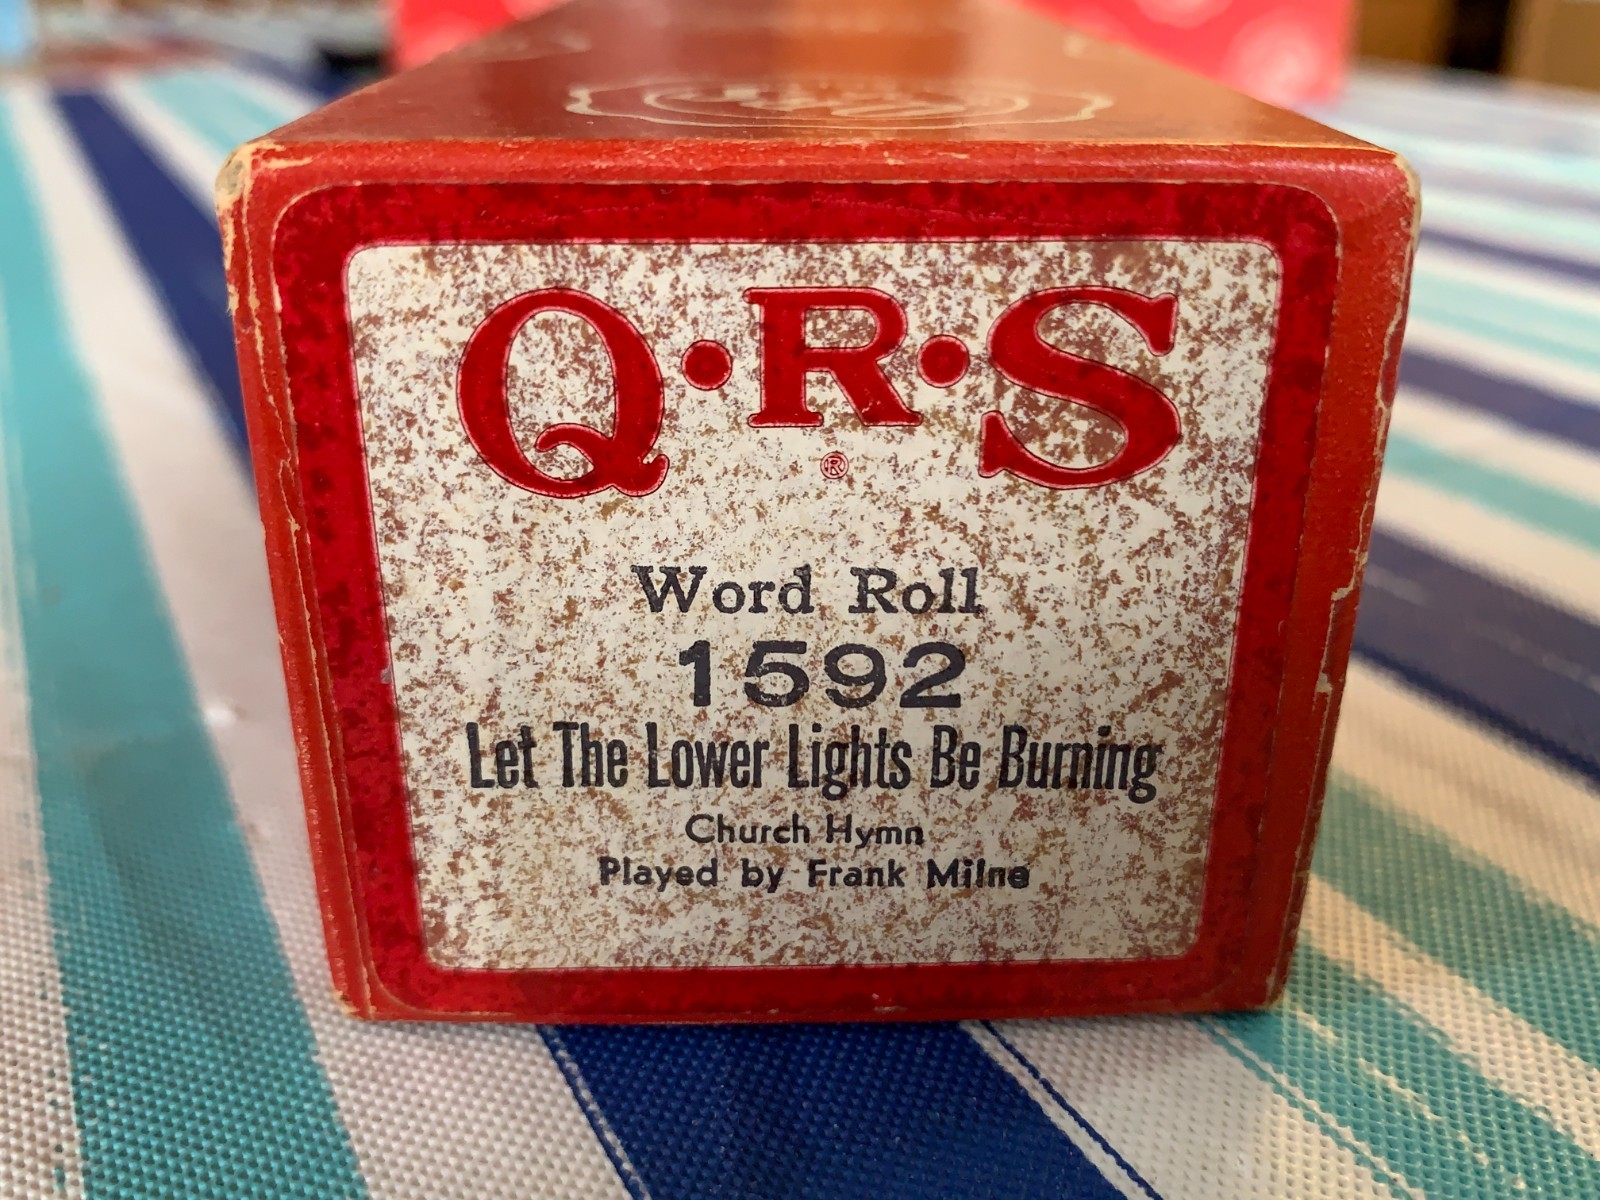 Q·R·S
®
Word Roll
1592
Let The Lower Lights Be Burning
Church Hymn
Played by Frank Milne